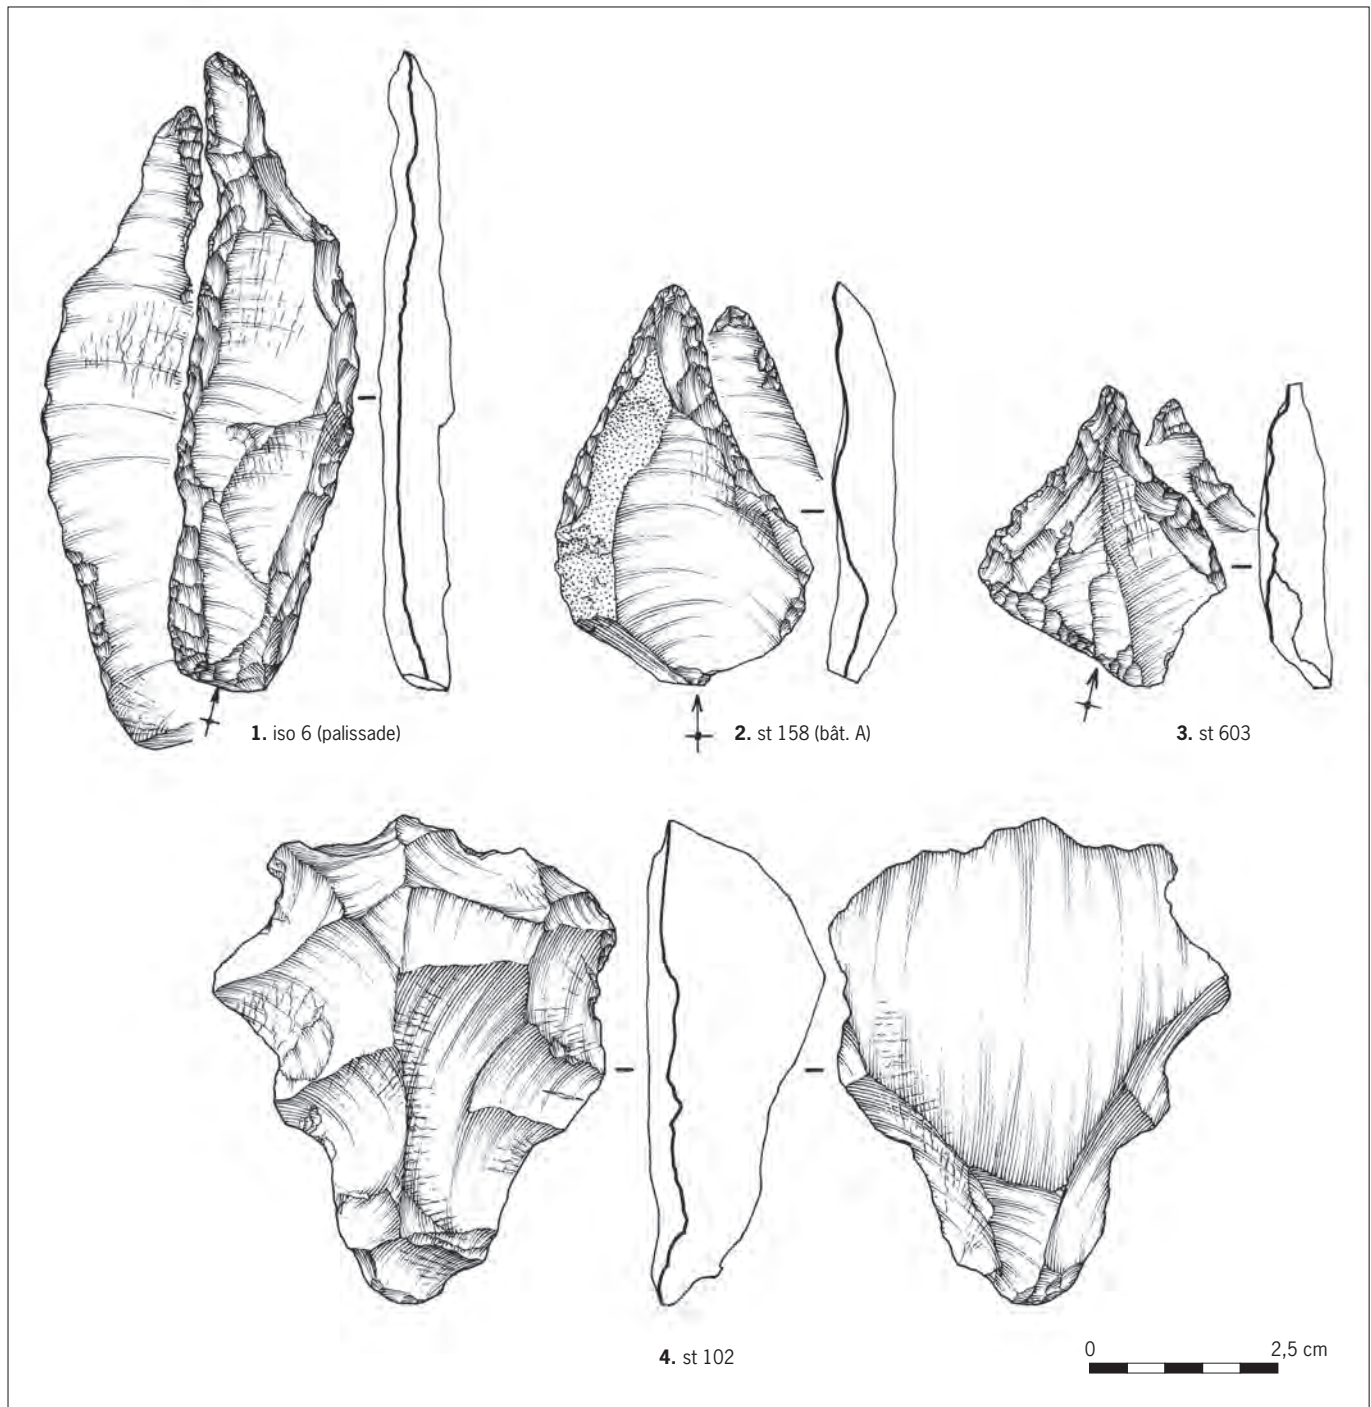 1. iso 6 (palissade)
2. st 158 (bât. A)
3. st 603
4. st 102
0 2,5 cm